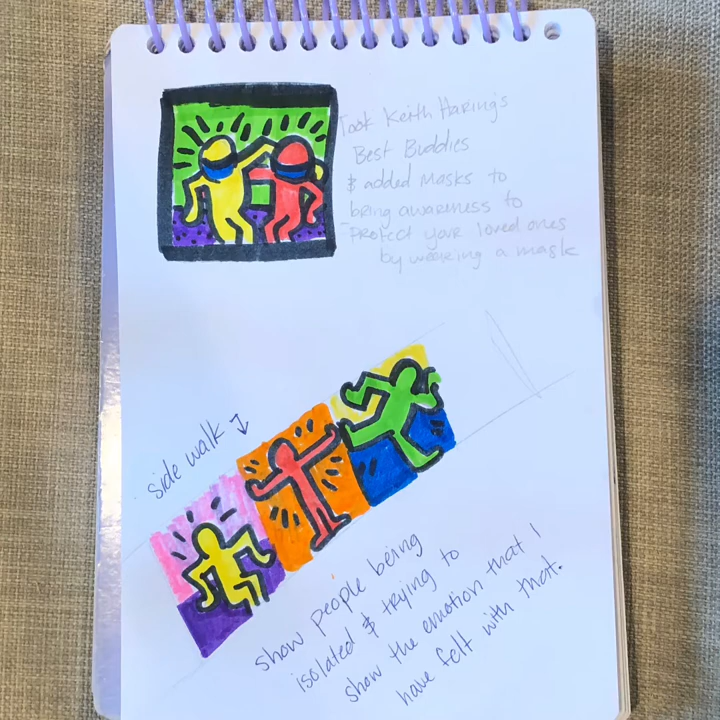 Took Keith Haring's
Best Buddies
& added masks to
bring awareness to
protect your loved ones
by wearing a mask
side walk
show people being
isolated & trying to
show the emotion that I
have felt with that.